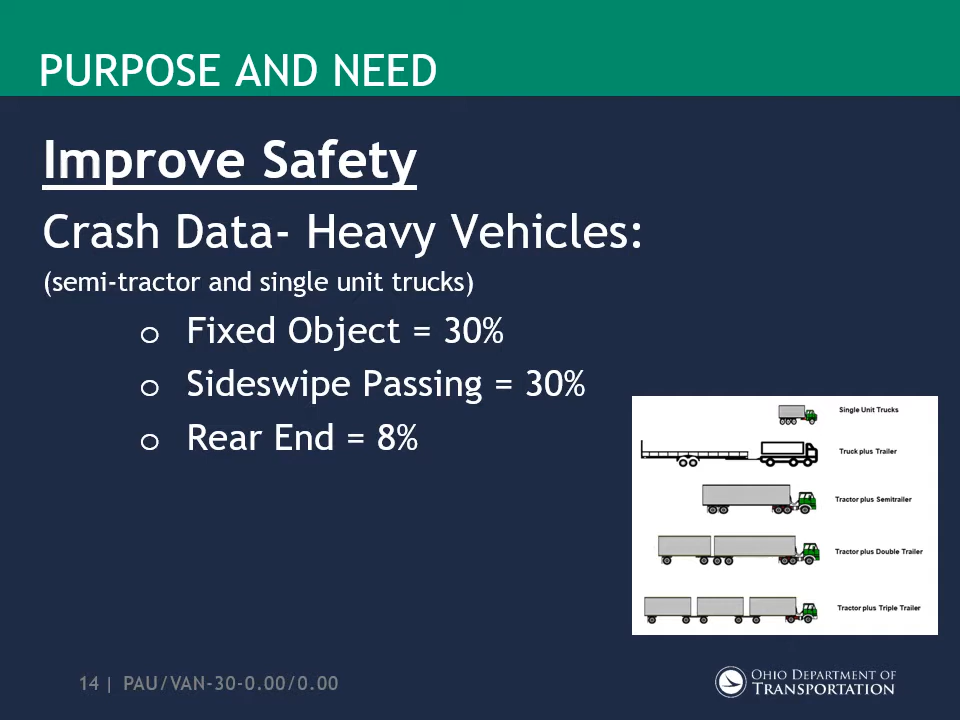 PURPOSE AND NEED
Improve Safety
Crash Data- Heavy Vehicles:
(semi-tractor and single unit trucks)
o Fixed Object = 30%
o Sideswipe Passing = 30%
o Rear End = 8%
Single Unit Trucks
Truck plus Trailer
Tractor plus Semitrailer
Tractor plus Double Trailer
Tractor plus Triple Trailer
14 | PAU/VAN-30-0.00/0.00
OHIO DEPARTMENT OF
TRANSPORTATION